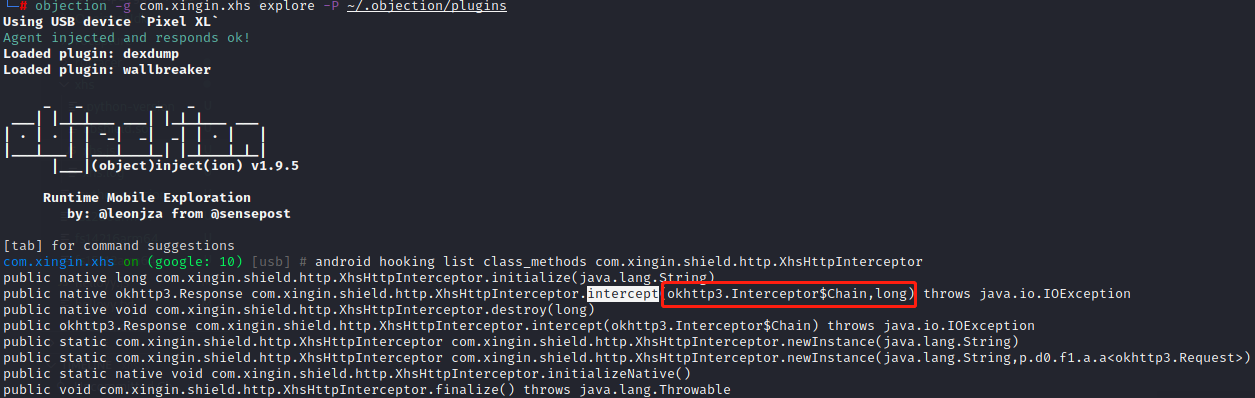 └─# objection -g com.xingin.xhs explore -P ~/.objection/plugins
Using USB device `Pixel XL`
Agent injected and responds ok!
Loaded plugin: dexdump
Loaded plugin: wallbreaker
|___|(object)inject(ion) v1.9.5
Runtime Mobile Exploration
by: @leonjza from @sensepost
[tab] for command suggestions
com.xingin.xhs on (google: 10) [usb] # android hooking list class_methods com.xingin.shield.http.XhsHttpInterceptor
public native long com.xingin.shield.http.XhsHttpInterceptor.initialize(java.lang.String)
public native okhttp3.Response com.xingin.shield.http.XhsHttpInterceptor.intercept(okhttp3.Interceptor$Chain,long) throws java.io.IOException
public native void com.xingin.shield.http.XhsHttpInterceptor.destroy(long)
public okhttp3.Response com.xingin.shield.http.XhsHttpInterceptor.intercept(okhttp3.Interceptor$Chain) throws java.io.IOException
public static com.xingin.shield.http.XhsHttpInterceptor com.xingin.shield.http.XhsHttpInterceptor.newInstance(java.lang.String)
public static com.xingin.shield.http.XhsHttpInterceptor com.xingin.shield.http.XhsHttpInterceptor.newInstance(java.lang.String,p.d0.f1.a.a<okhttp3.Request>)
public static native void com.xingin.shield.http.XhsHttpInterceptor.initializeNative()
public void com.xingin.shield.http.XhsHttpInterceptor.finalize() throws java.lang.Throwable